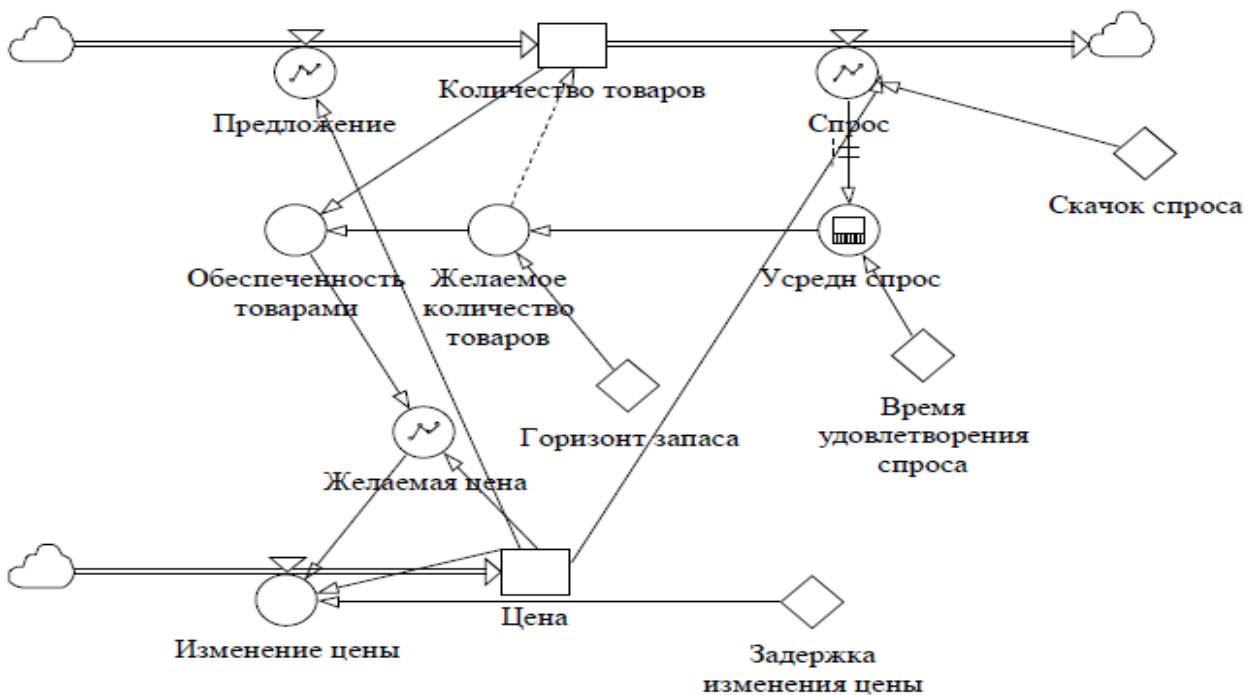 Количество товаров
Предложение
Спрос
Скачок спроса
Обеспеченность
товарами
Желаемое
количество
товаров
Усредн спрос
Горизонт запаса
Время
удовлетворения
спроса
Желаемая цена
Цена
Изменение цены
Задержка
изменения цены